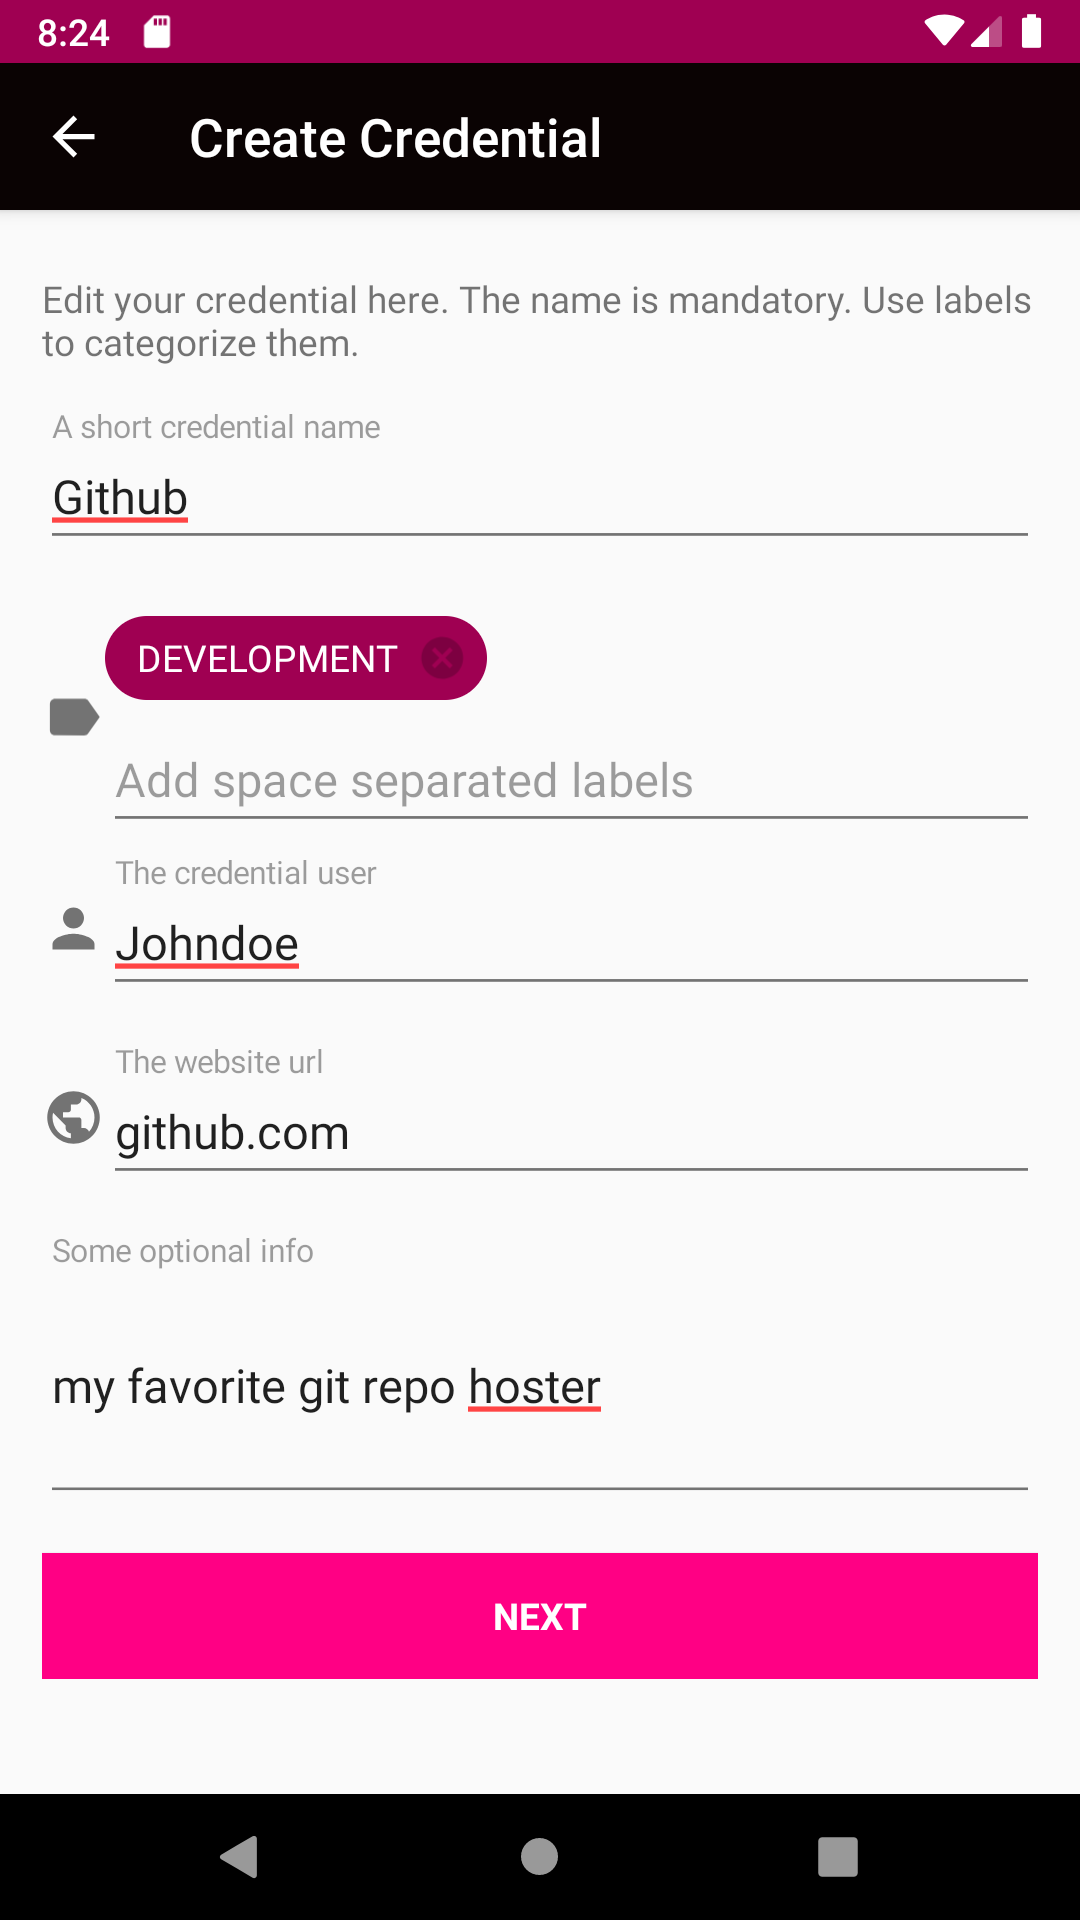 8:24
Create Credential
Edit your credential here. The name is mandatory. Use labels
to categorize them.
A short credential name
Github
DEVELOPMENT
Add space separated labels
The credential user
Johndoe
The website url
github.com
Some optional info
my favorite git repo hoster
NEXT